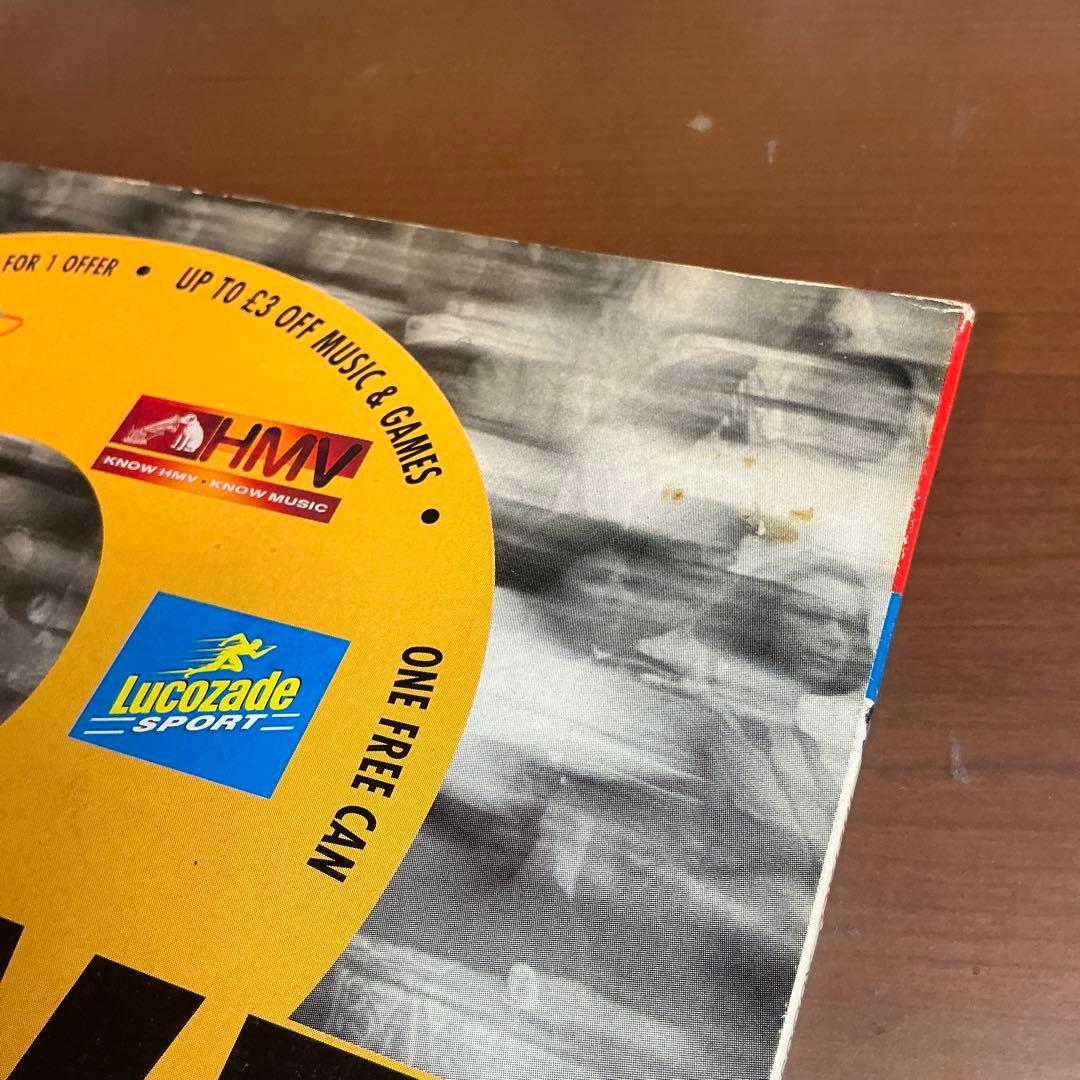 FOR 1 OFFER • UP TO £3 OFF MUSIC & GAMES •
HMV
KNOW HMV · KNOW MUSIC
ONE FREE CAN
Lucozade
SPORT